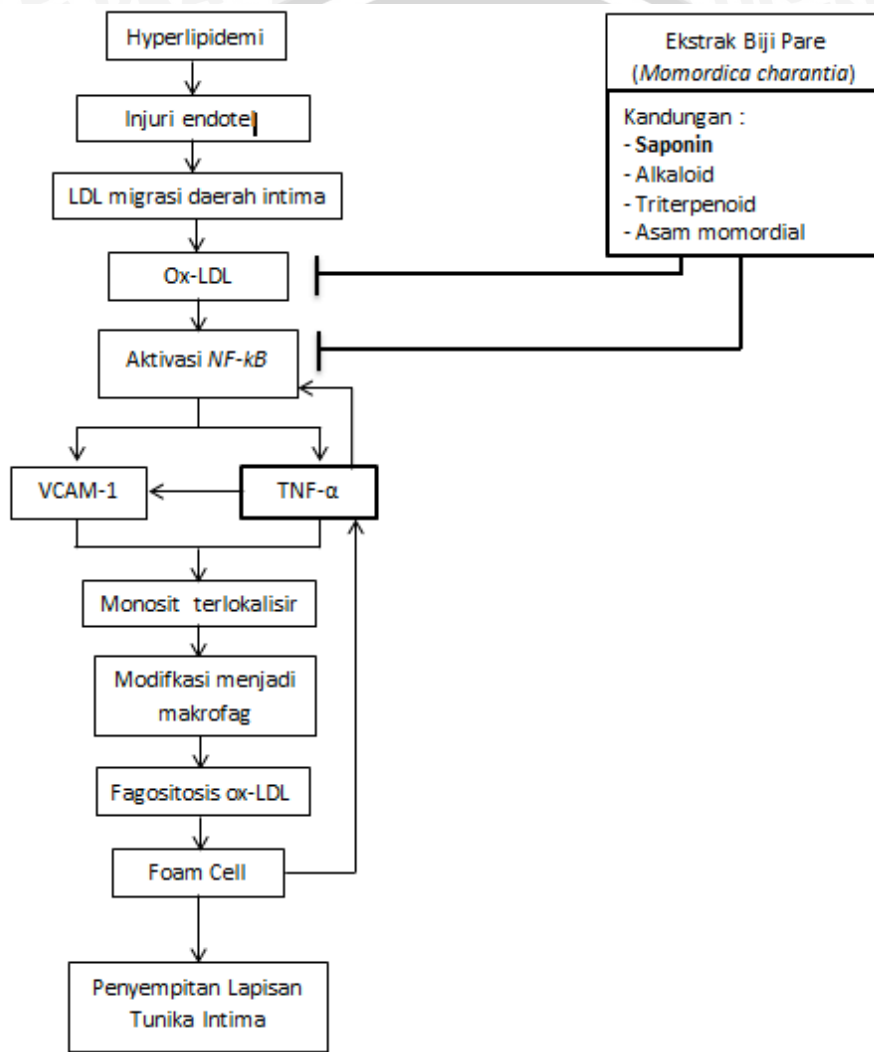 Hyperlipidemi
Injuri endotel
LDL migrasi daerah intima
Ox-LDL
Aktivasi NF-kB
VCAM-1
TNF-α
Monosit terlokalisir
Modifkasi menjadi
makrofag
Fagositosis ox-LDL
Foam Cell
Penyempitan Lapisan
Tunika Intima
Ekstrak Biji Pare
(Momordica charantia)
Kandungan :
- Saponin
- Alkaloid
- Triterpenoid
- Asam momordial